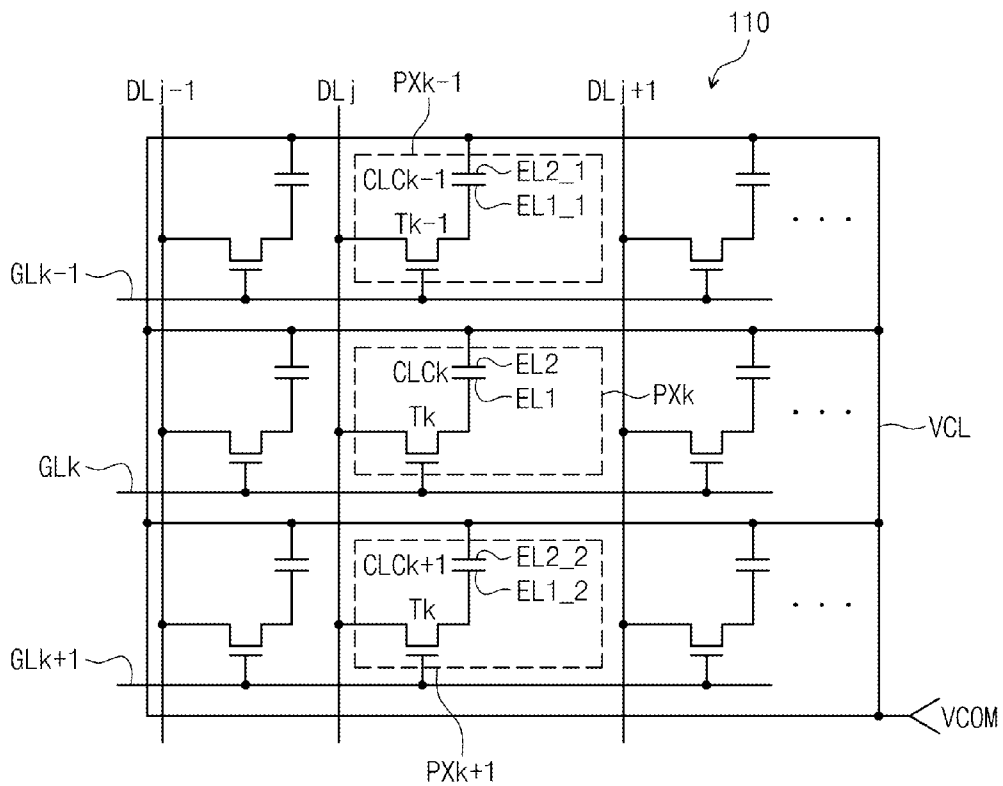 110
DLj-1
DLj
PXk-1
DLj+1
CLCk-1
EL2_1
EL1_1
Tk-1
. . .
GLk-1
CLCk
EL2
EL1
PXk
Tk
. . .
VCL
GLk
CLCk+1
EL2_2
EL1_2
Tk
. . .
GLk+1
VCOM
PXk+1